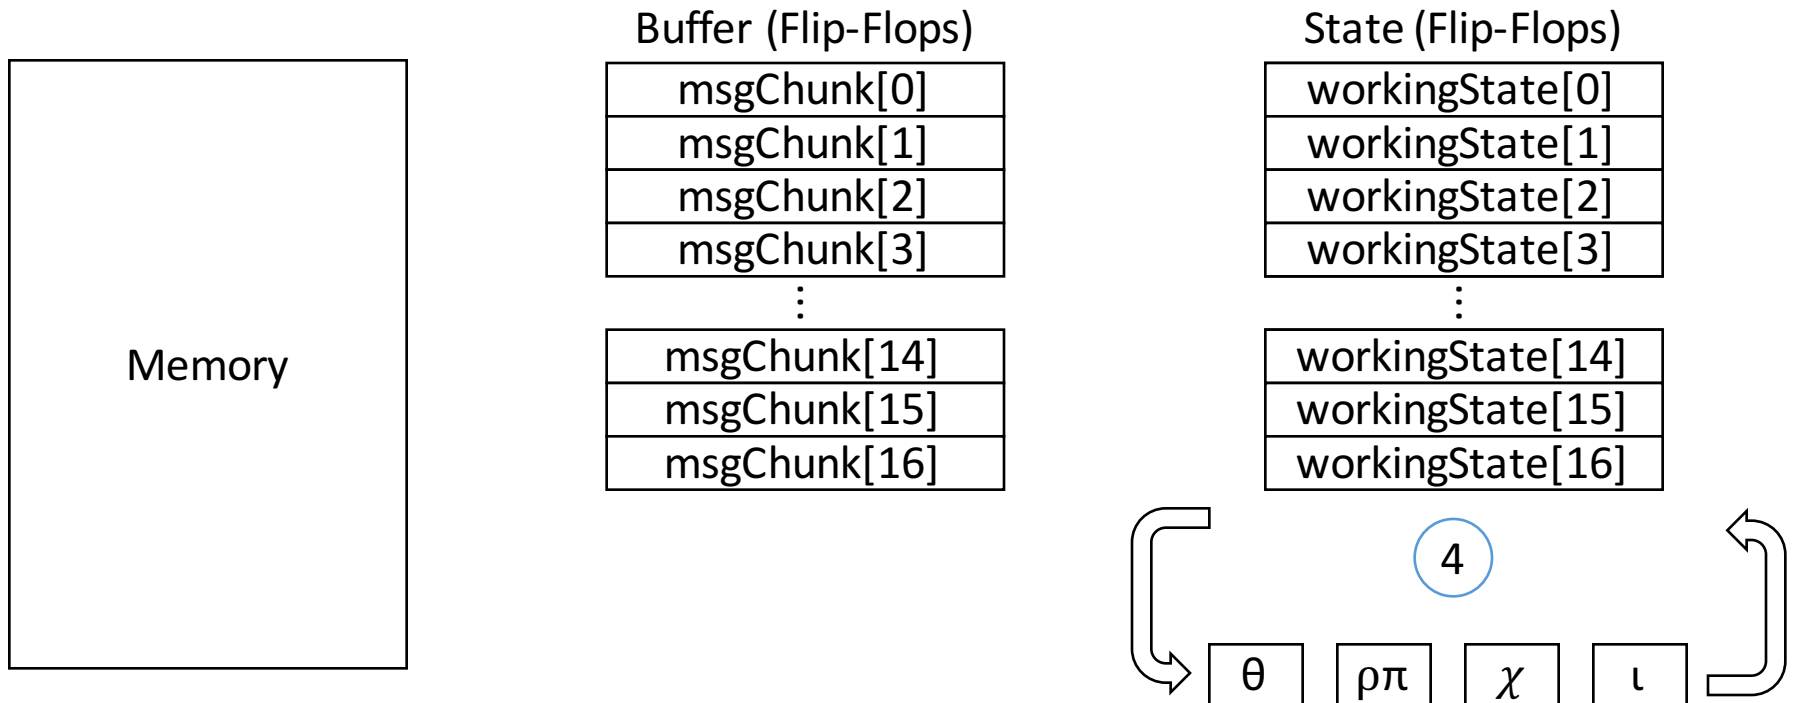 Buffer (Flip-Flops)
State (Flip-Flops)
Memory
msgChunk[0]
msgChunk[1]
msgChunk[2]
msgChunk[3]
⋮
msgChunk[14]
msgChunk[15]
msgChunk[16]
workingState[0]
workingState[1]
workingState[2]
workingState[3]
⋮
workingState[14]
workingState[15]
workingState[16]
4
θ
ρπ
χ
ι